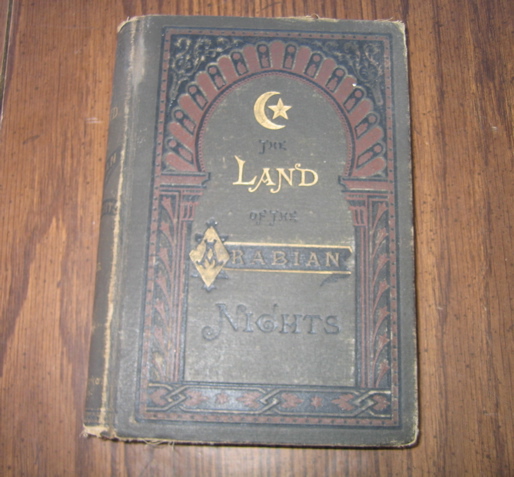 THE
LAND
OF THE
ARABIAN
NIGHTS